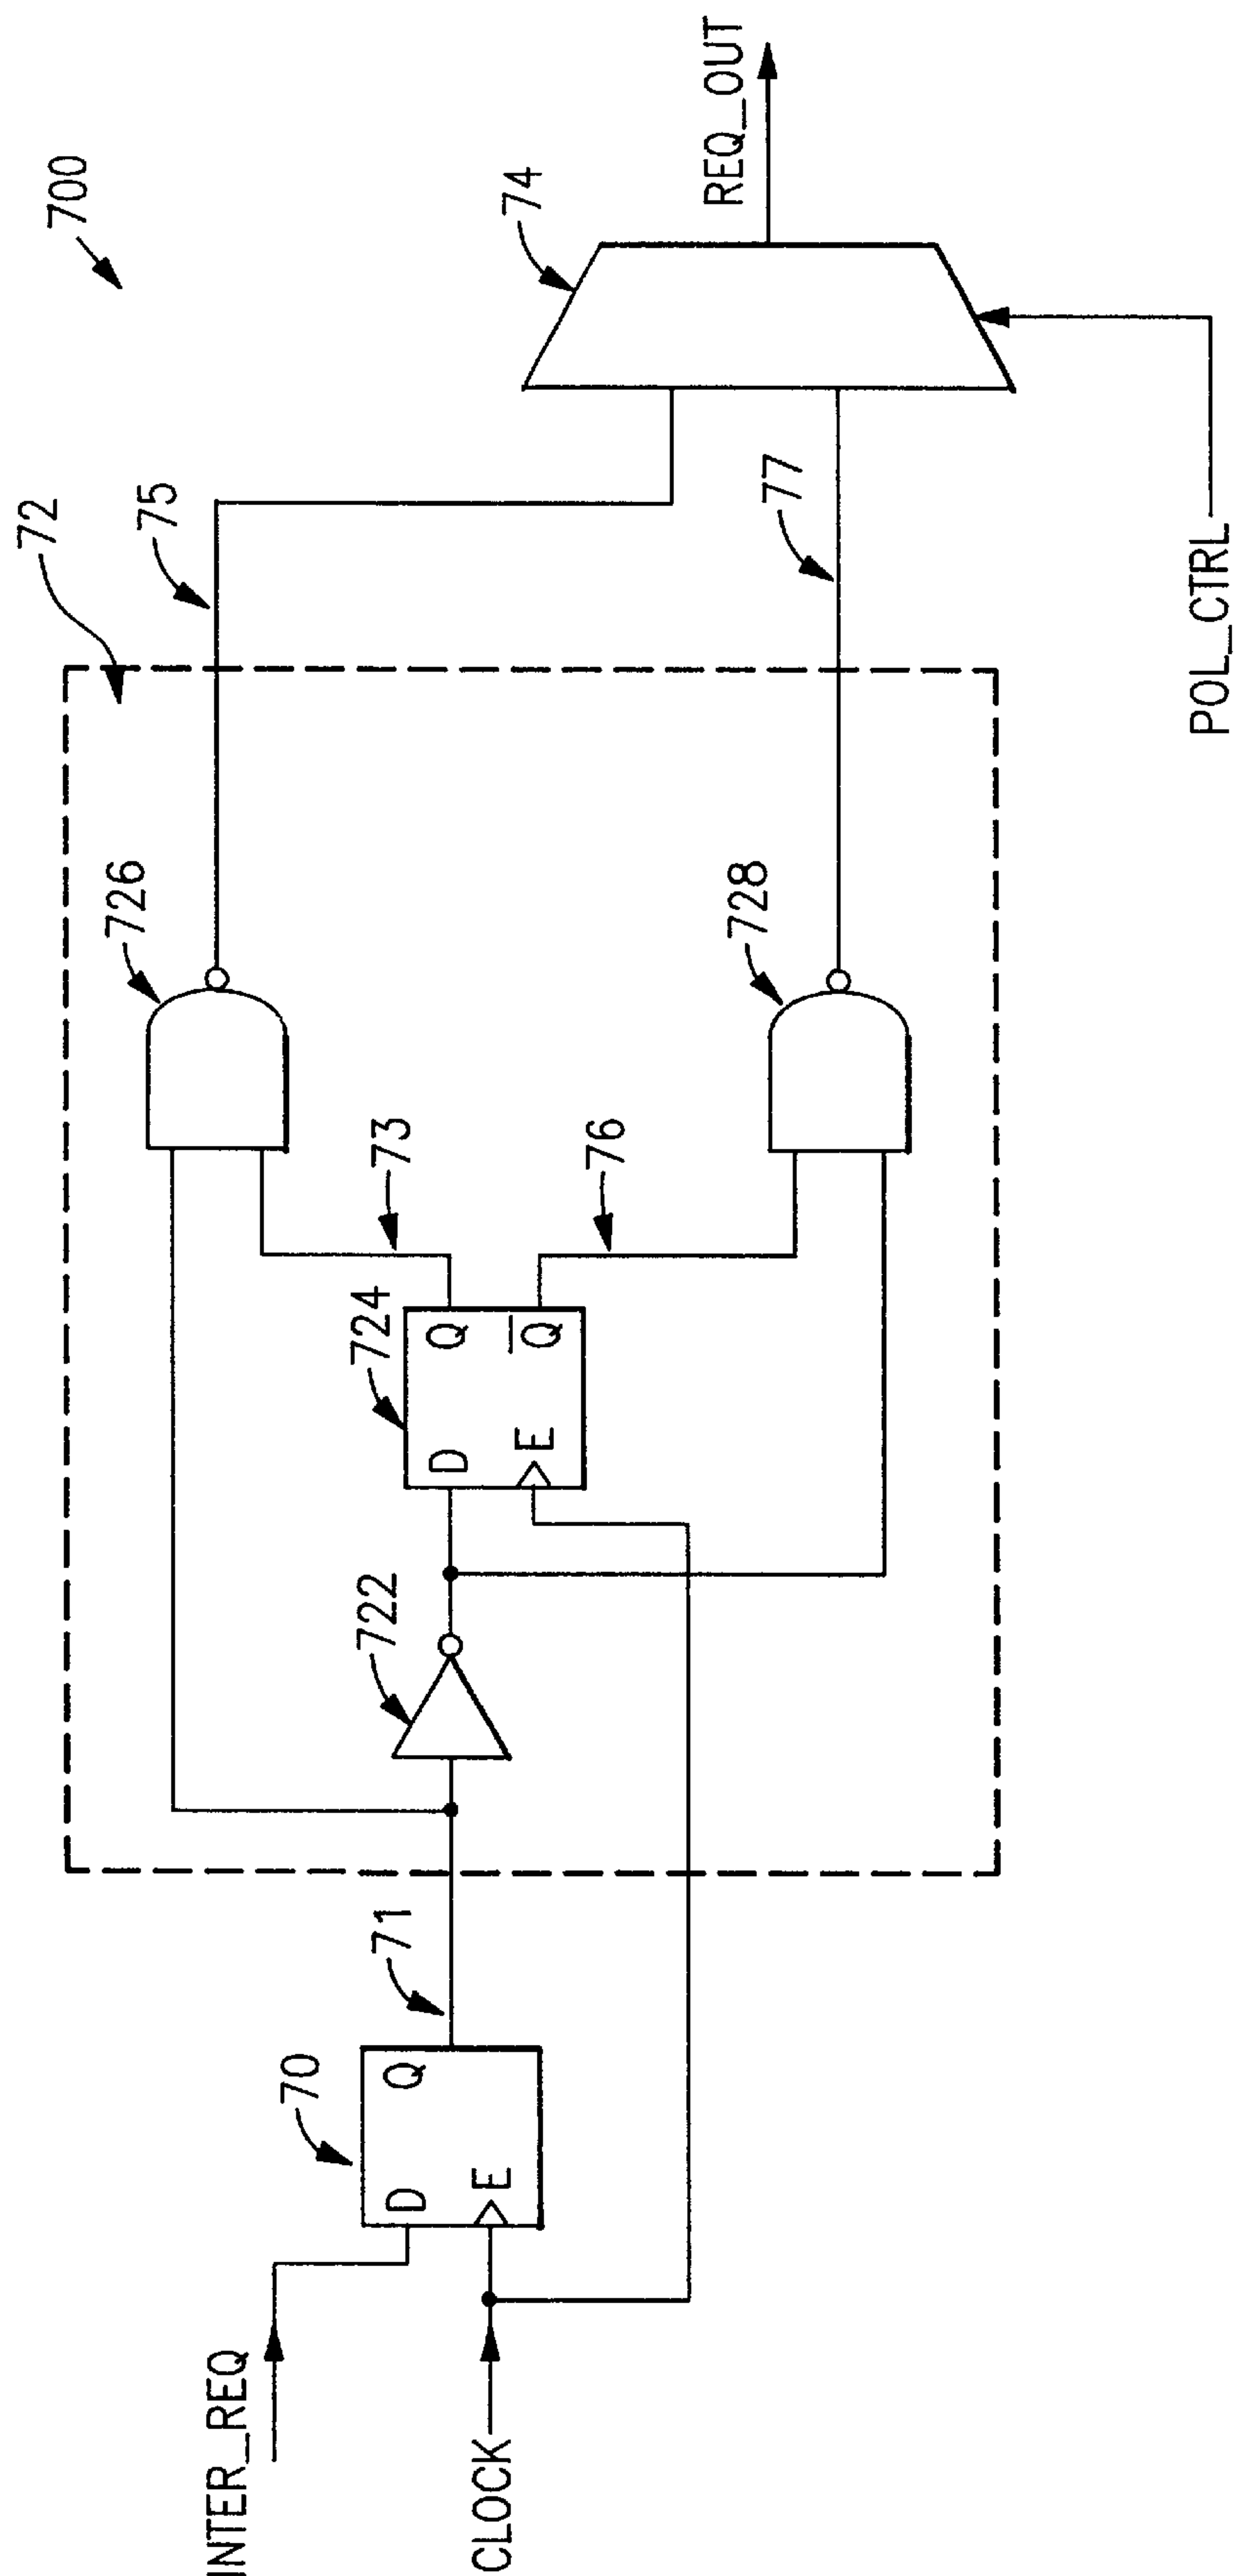 700
72
75
726
73
724
Q
D
Q
E
76
722
71
70
Q
D
E
INTER_REQ
CLOCK
728
77
74
REQ_OUT
POL_CTRL